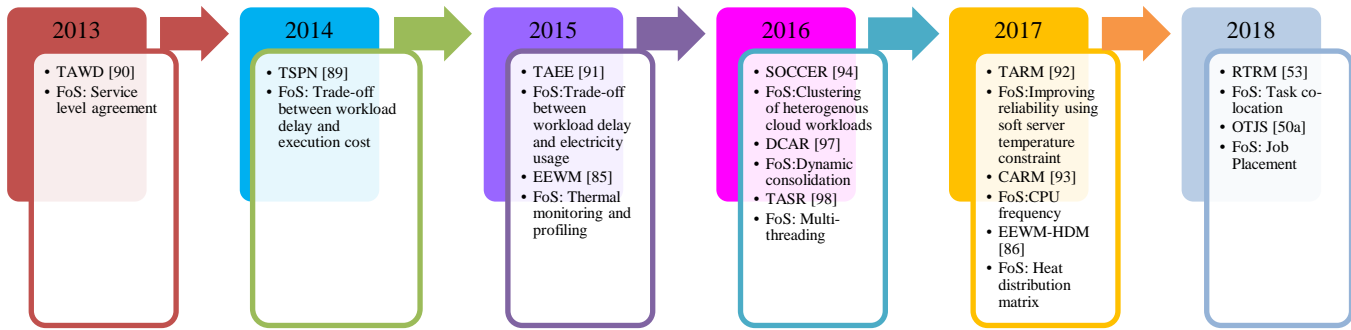 2013
• TAWD [90]
• FoS: Service
level agreement
2014
• TSPN [89]
• FoS: Trade-off
between workload
delay and
execution cost
2015
• TAEE [91]
• FoS:Trade-off
between
workload delay
and electricity
usage
• EEWM [85]
• FoS: Thermal
monitoring and
profiling
2016
• SOCCER [94]
• FoS:Clustering
of heterogenous
cloud workloads
• DCAR [97]
• FoS:Dynamic
consolidation
• TASR [98]
• FoS: Multi-
threading
2017
• TARM [92]
• FoS:Improving
reliability using
soft server
temperature
constraint
• CARM [93]
• FoS:CPU
frequency
• EEWM-HDM
[86]
• FoS: Heat
distribution
matrix
2018
• RTRM [53]
• FoS: Task co-
location
• OTJS [50a]
• FoS: Job
Placement